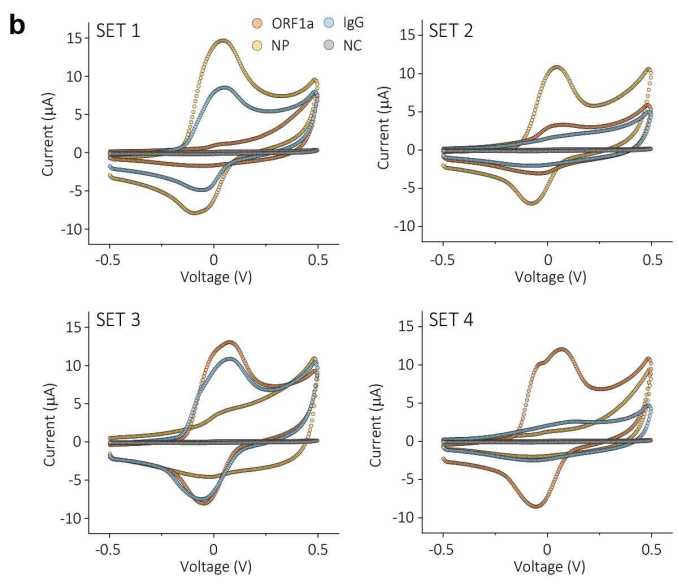 b
SET 1
ORF1a
IgG
NP
NC
15
10
5
0
-5
-10
Current (µA)
-0.5
0
0.5
Voltage (V)
SET 2
15
10
5
0
-5
-10
Current (µA)
-0.5
0
0.5
Voltage (V)
SET 3
15
10
5
0
-5
-10
Current (µA)
-0.5
0
0.5
Voltage (V)
SET 4
15
10
5
0
-5
-10
Current (µA)
-0.5
0
0.5
Voltage (V)